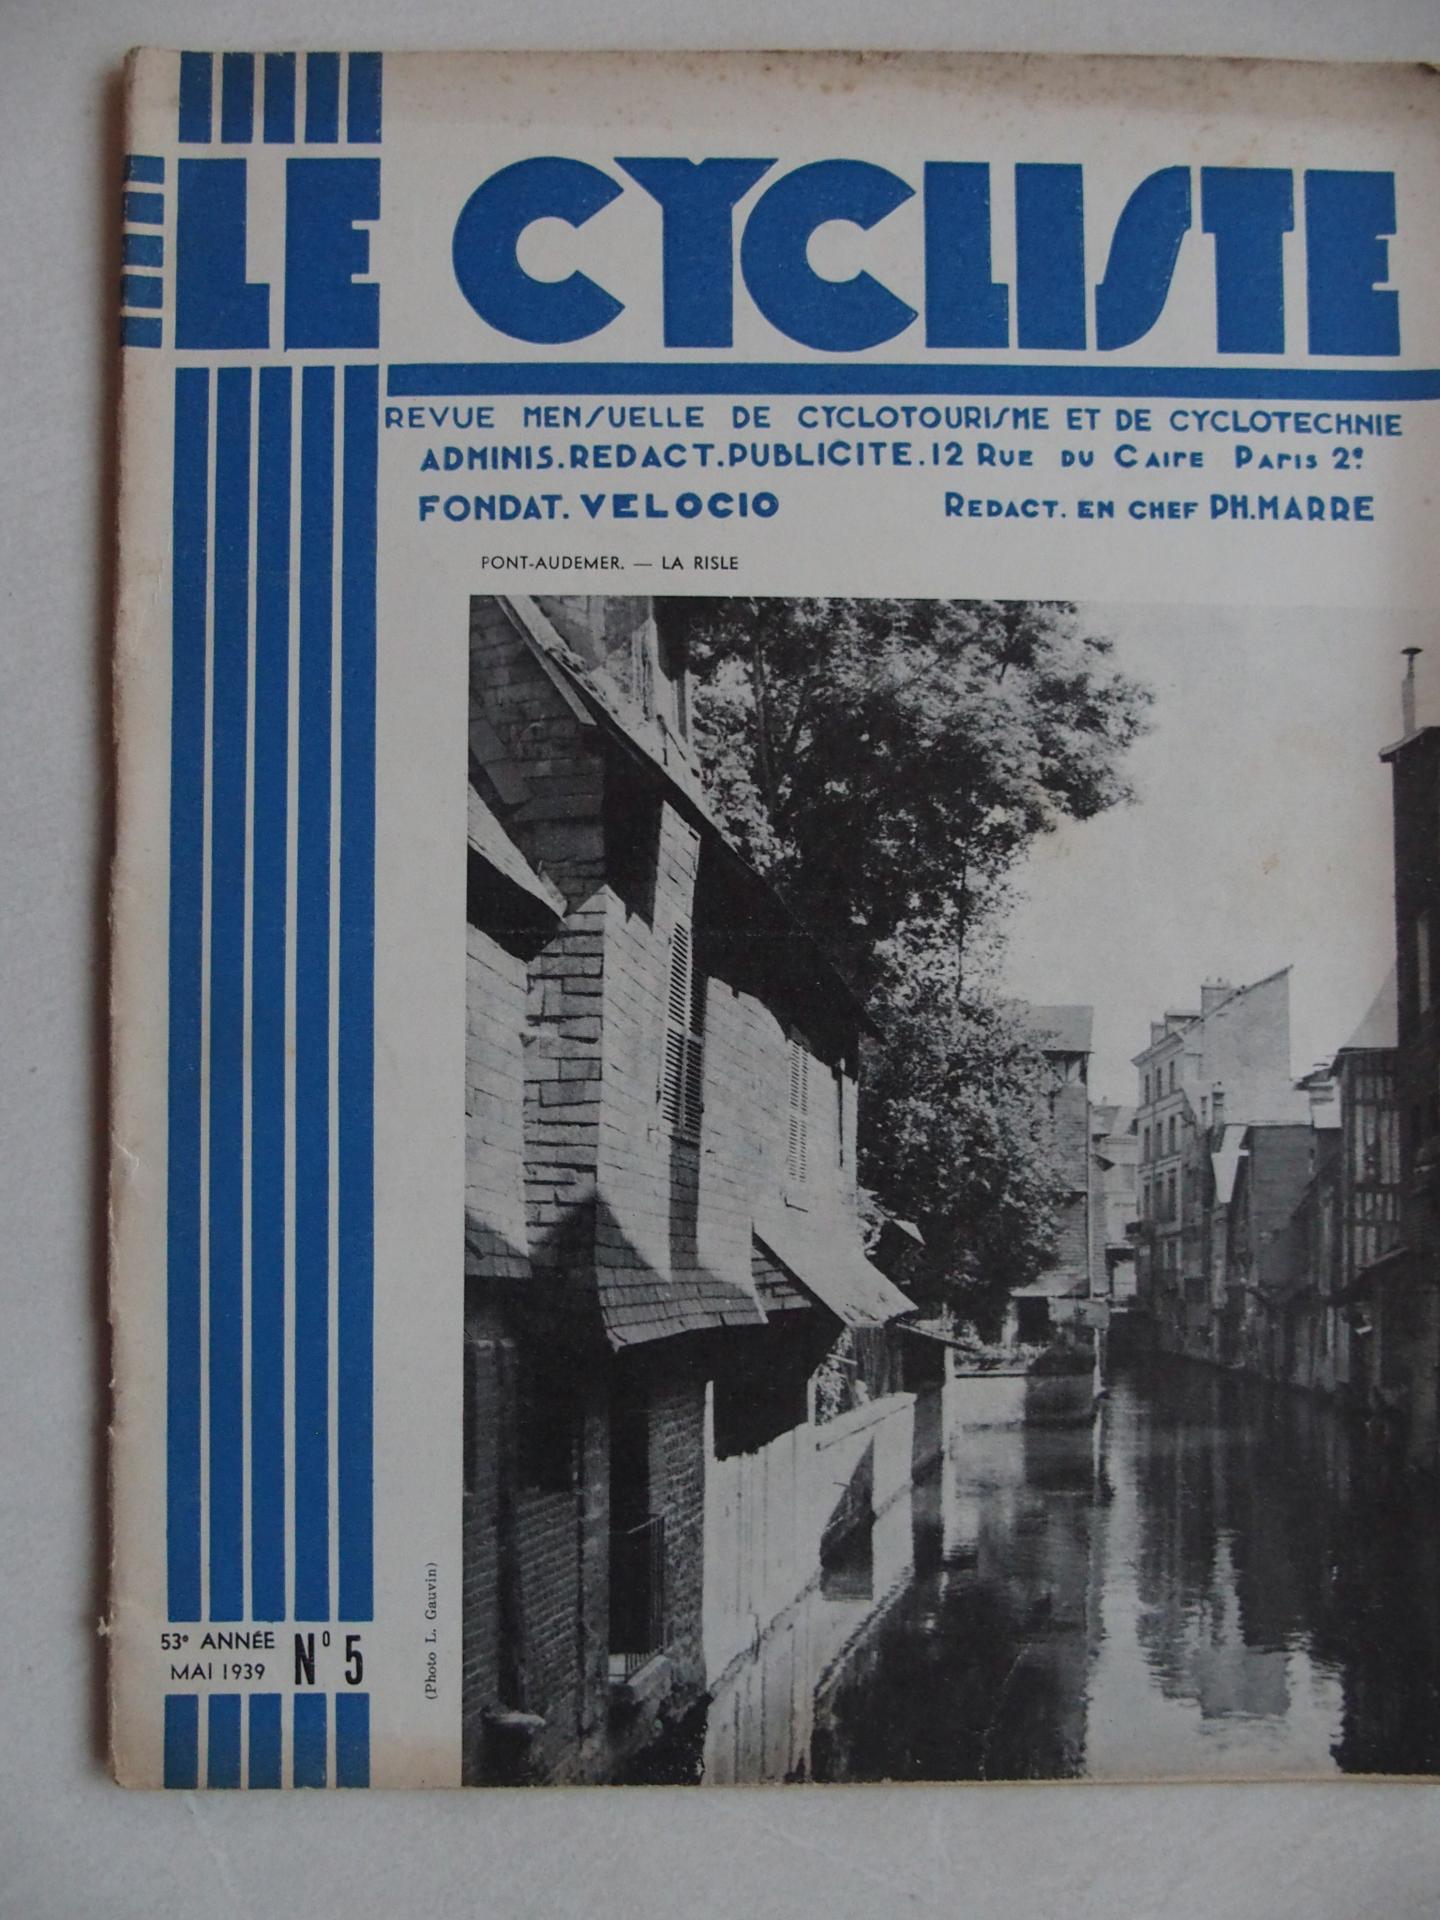 LE CYCLISTE
REVUE MENSUELLE DE CYCLOTOURISME ET DE CYCLOTECHNIE
ADMINIS.REDACT.PUBLICITE.12 RUE DU CAIRE PARIS 2e
FONDAT. VELOCIO REDACT. EN CHEF PH.MARRE
PONT-AUDEMER. — LA RISLE
(Photo L. Gauvin)
53e ANNÉE
MAI 1939
N° 5